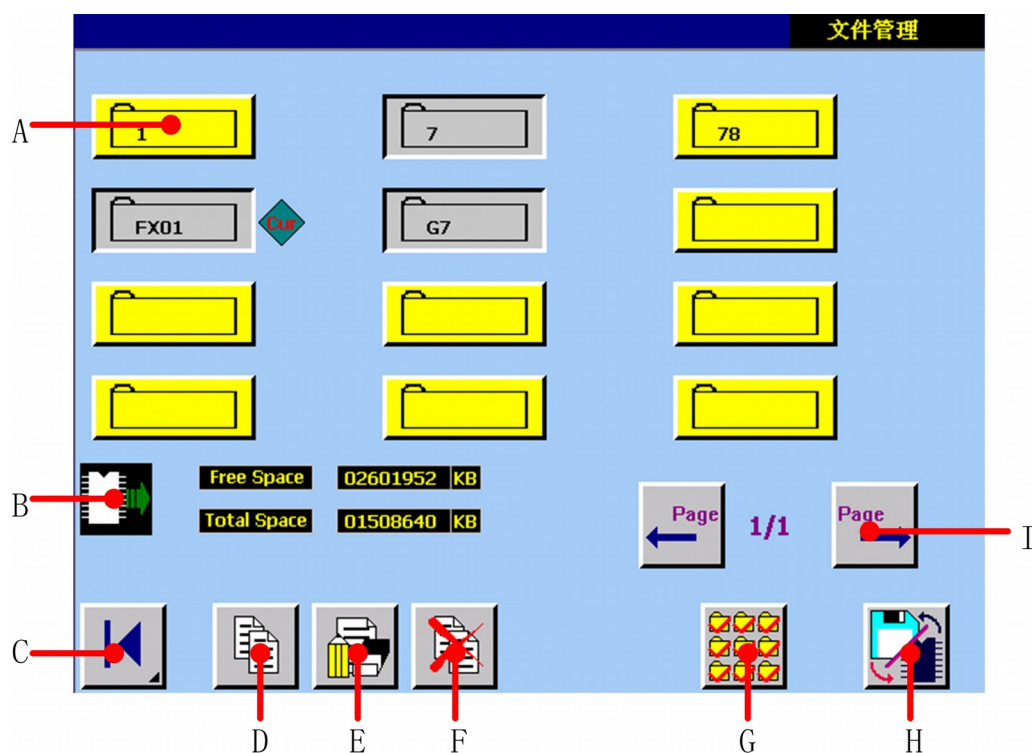 文件管理
A
1
7
78
FX01
Cur
G7
B
Free Space 02601952 KB
Total Space 01508640 KB
Page
1/1
Page
I
C
D
E
F
G
H